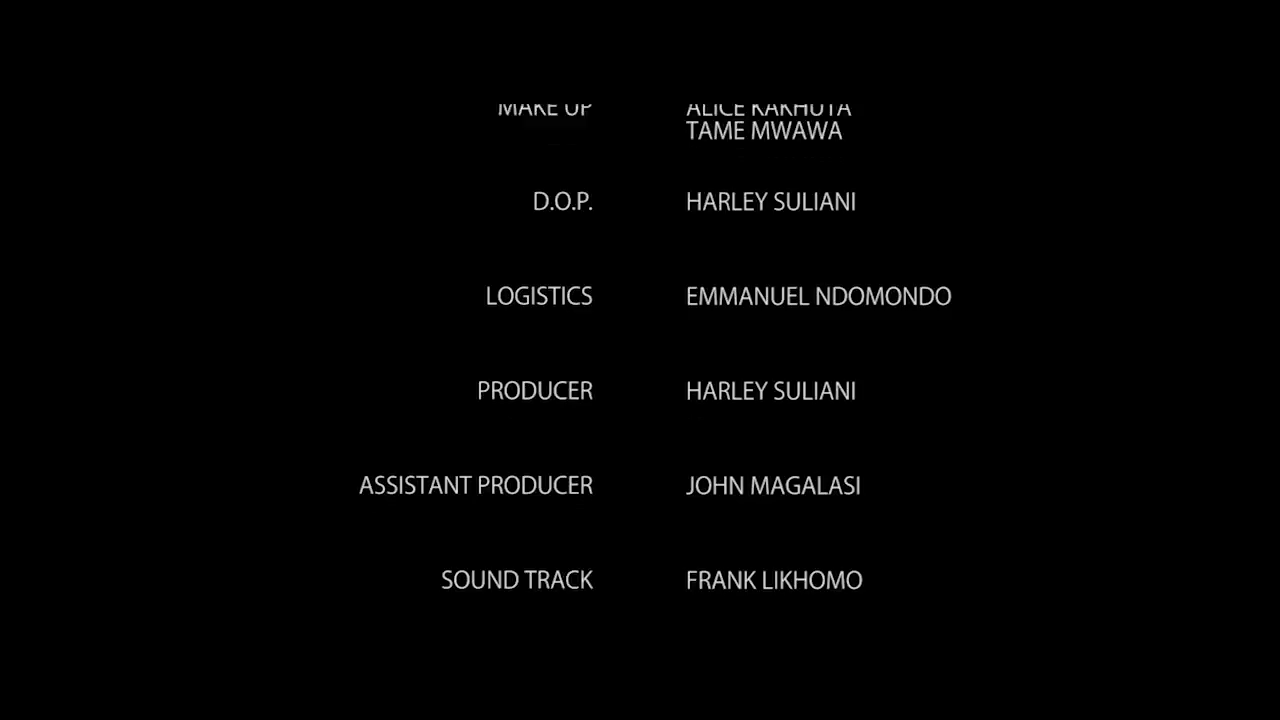 MAKE UP ALICE KAKHUTA
TAME MWAWA
D.O.P. HARLEY SULIANI
LOGISTICS EMMANUEL NDOMONDO
PRODUCER HARLEY SULIANI
ASSISTANT PRODUCER JOHN MAGALASI
SOUND TRACK FRANK LIKHOMO